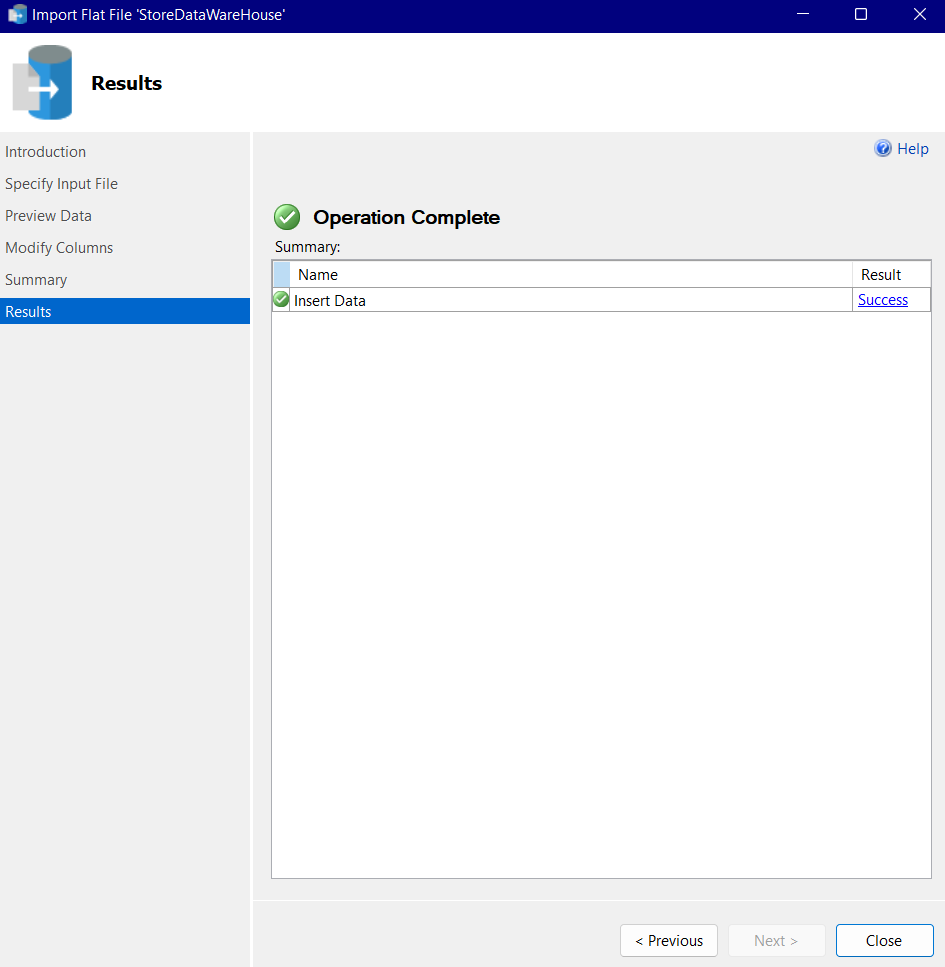 Import Flat File 'StoreDataWareHouse'
Results
Introduction
Specify Input File
Preview Data
Modify Columns
Summary
Results
Help
Operation Complete
Summary:
Name Result
Insert Data Success
< Previous Next > Close